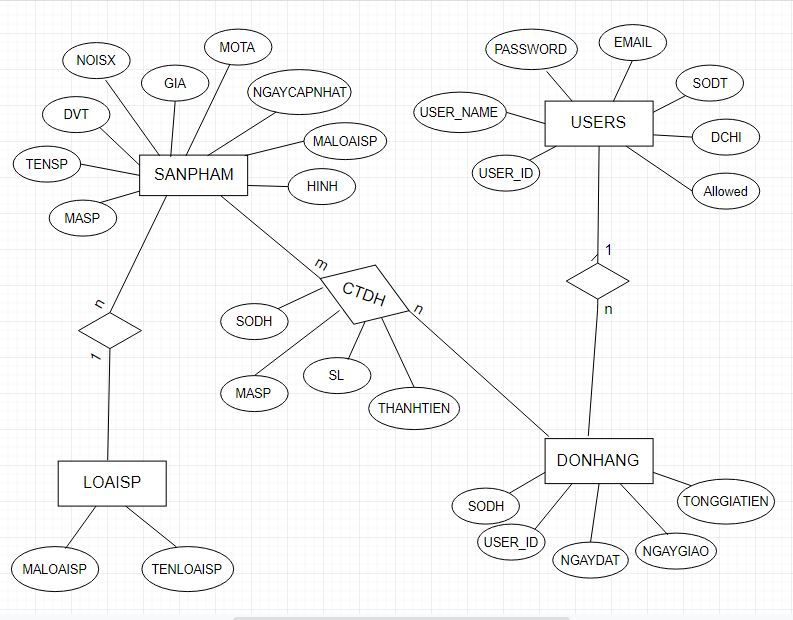 PASSWORD
EMAIL
NOISX
MOTA
GIA
NGAYCAPNHAT
SODT
DVT
USER_NAME
USERS
DCHI
MALOAISP
TENSP
SANPHAM
HINH
USER_ID
Allowed
MASP
1
m
n
CTDH
n
n
1
SODH
SL
MASP
THANHTIEN
DONHANG
LOAISP
SODH
TONGGIATIEN
USER_ID
NGAYDAT
NGAYGIAO
MALOAISP
TENLOAISP